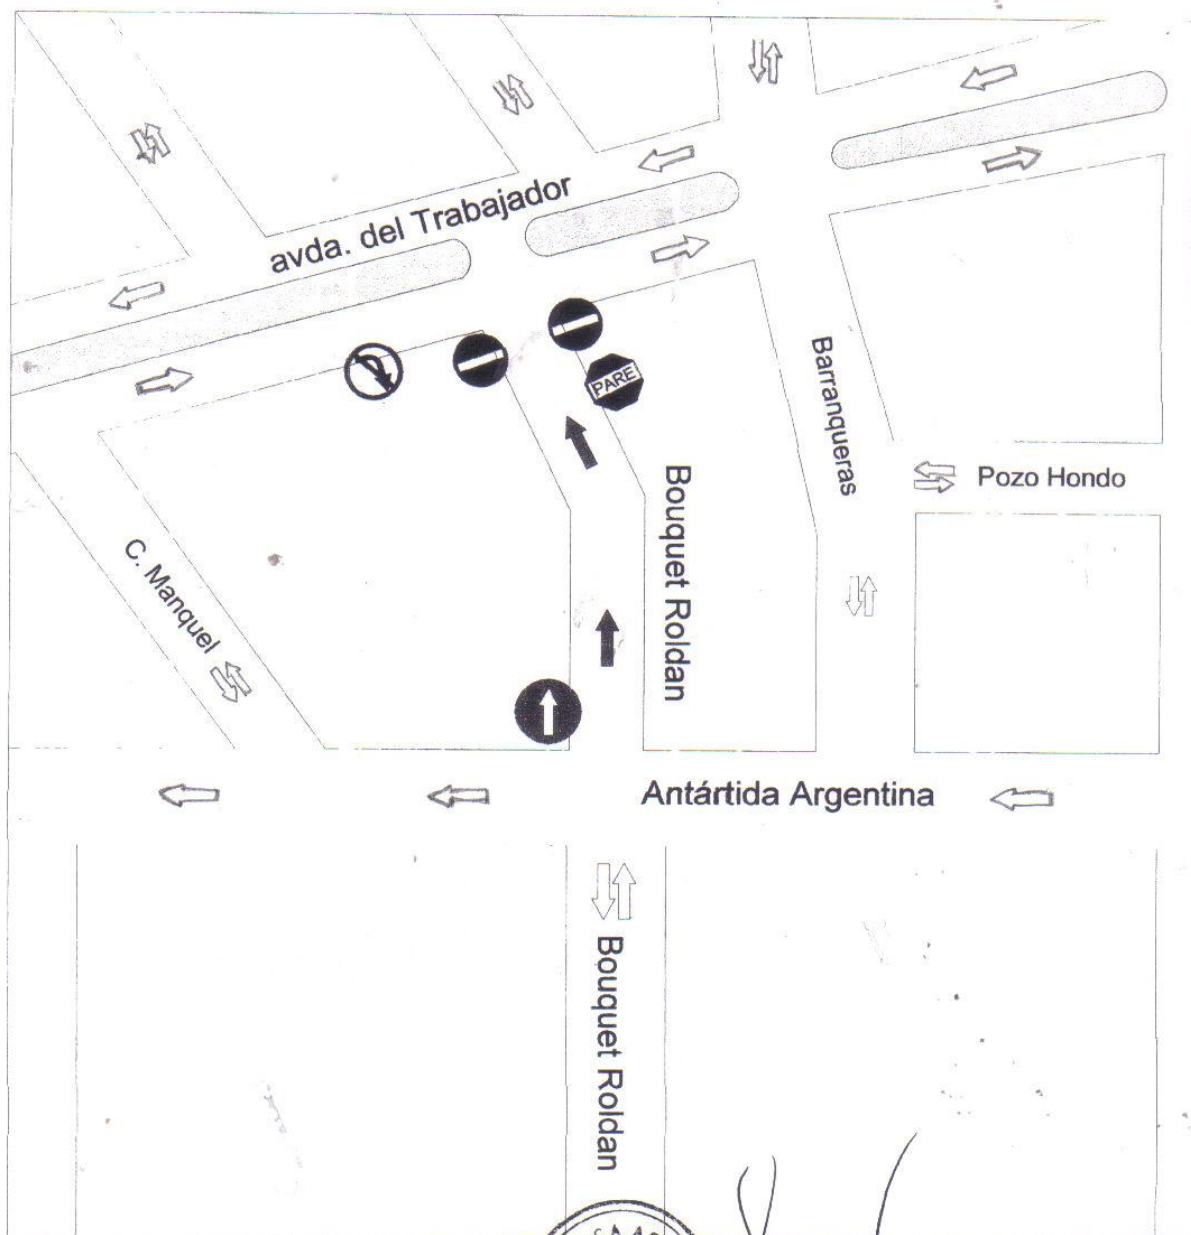 avda. del Trabajador
PARE
Barranqueras
Pozo Hondo
Bouquet Roldan
C. Manquel
Antártida Argentina
Bouquet Roldan